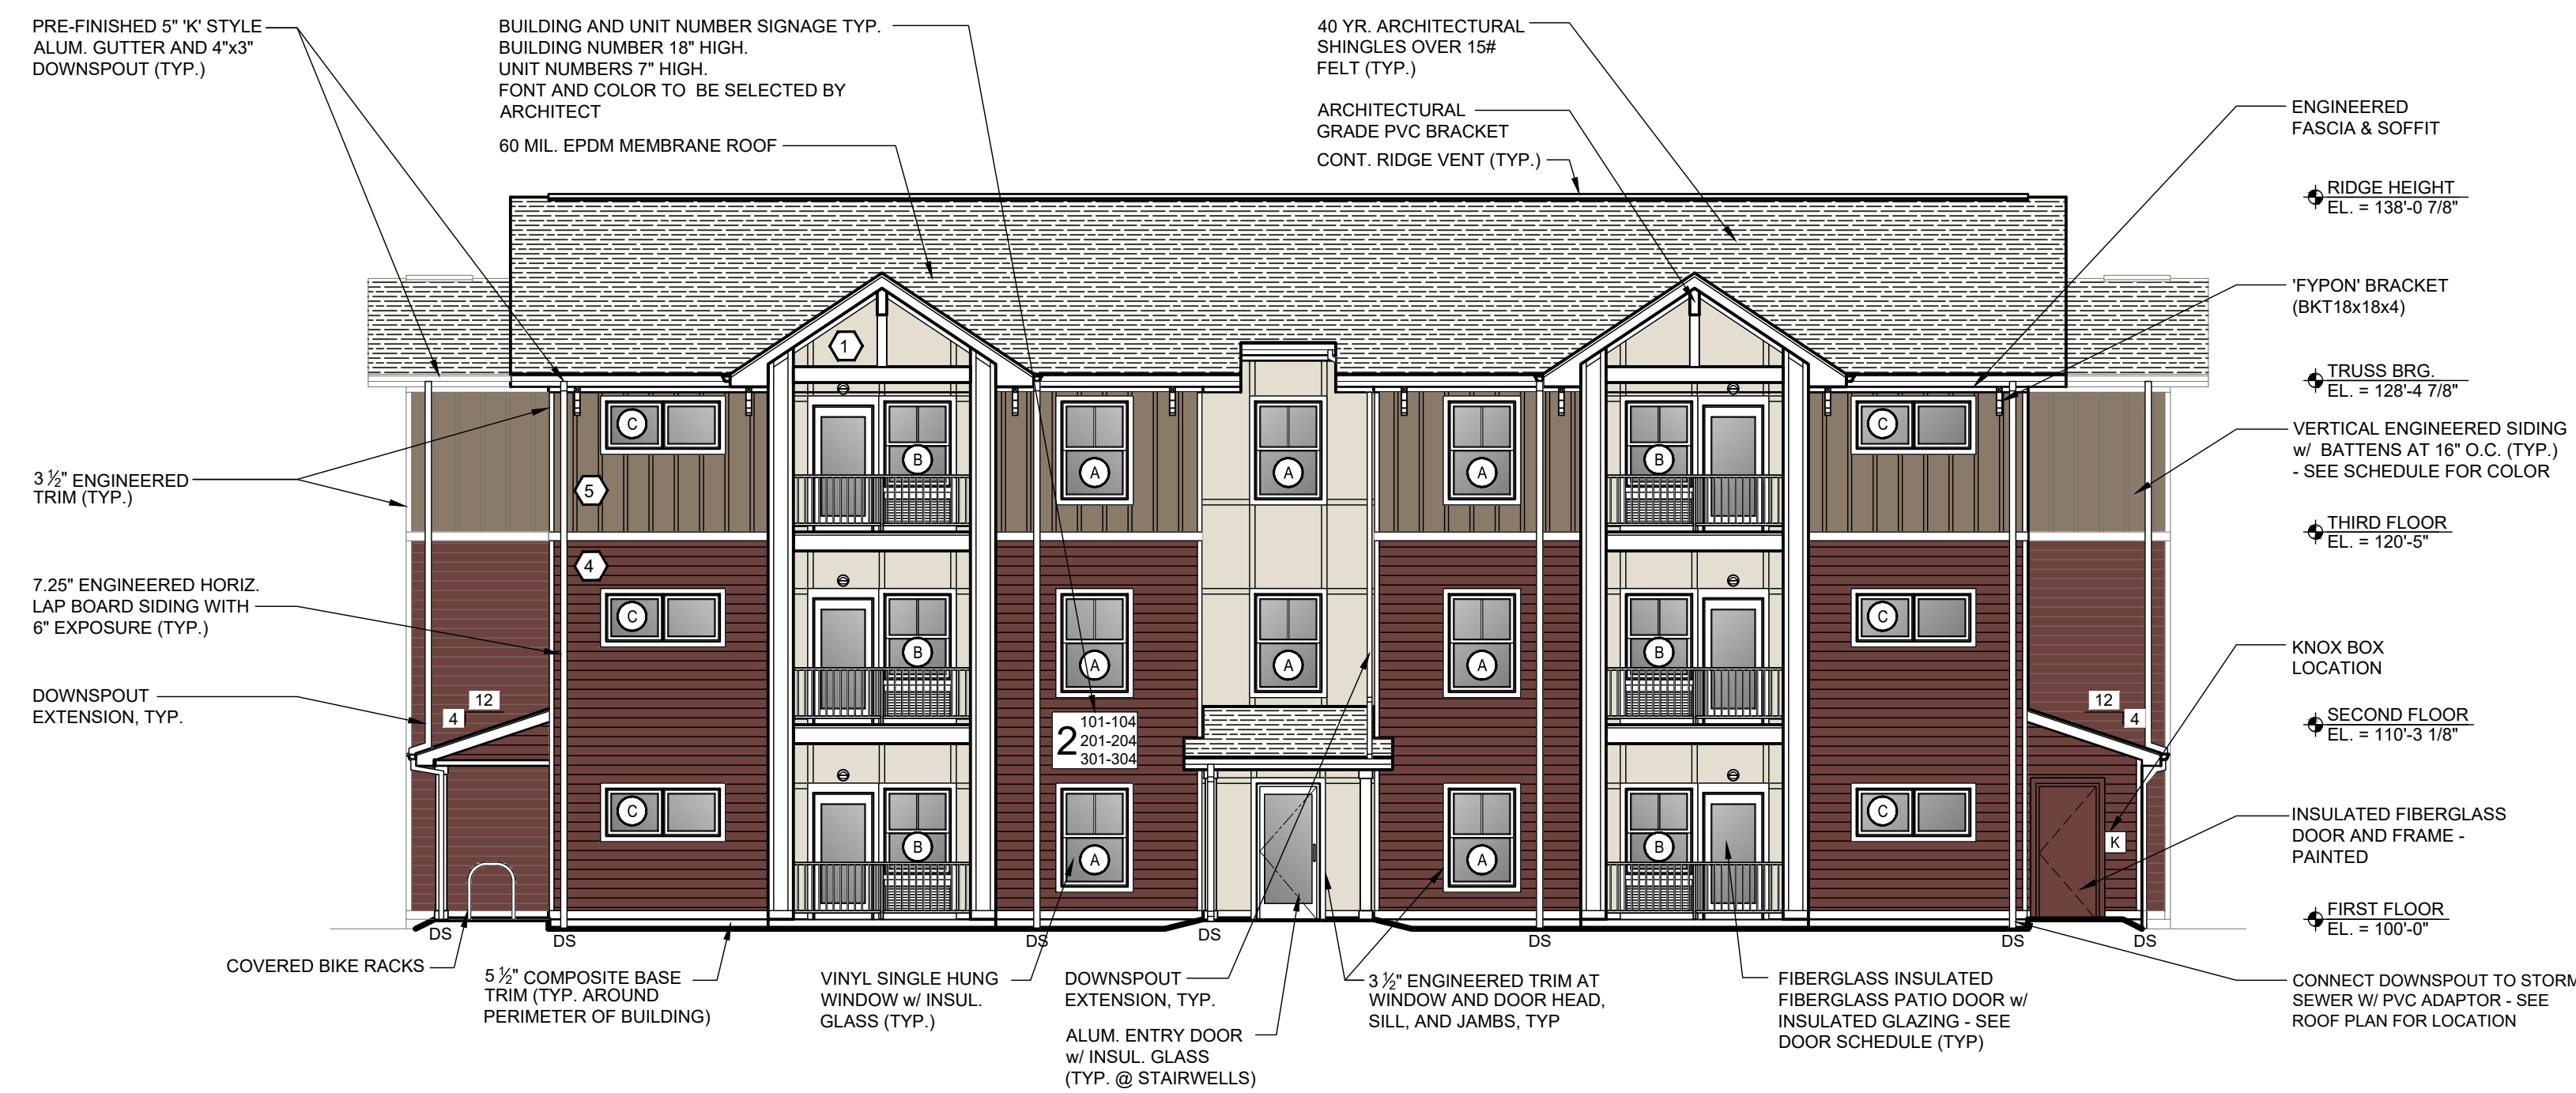 PRE-FINISHED 5" 'K' STYLE
ALUM. GUTTER AND 4"x3"
DOWNSPOUT (TYP.)
BUILDING AND UNIT NUMBER SIGNAGE TYP.
BUILDING NUMBER 18" HIGH.
UNIT NUMBERS 7" HIGH.
FONT AND COLOR TO BE SELECTED BY
ARCHITECT
60 MIL. EPDM MEMBRANE ROOF
40 YR. ARCHITECTURAL
SHINGLES OVER 15#
FELT (TYP.)
ARCHITECTURAL
GRADE PVC BRACKET
CONT. RIDGE VENT (TYP.)
ENGINEERED
FASCIA & SOFFIT
RIDGE HEIGHT
EL. = 138'-0 7/8"
'FYPON' BRACKET
(BKT18x18x4)
TRUSS BRG.
EL. = 128'-4 7/8"
VERTICAL ENGINEERED SIDING
w/ BATTENS AT 16" O.C. (TYP.)
- SEE SCHEDULE FOR COLOR
THIRD FLOOR
EL. = 120'-5"
KNOX BOX
LOCATION
SECOND FLOOR
EL. = 110'-3 1/8"
INSULATED FIBERGLASS
DOOR AND FRAME -
PAINTED
FIRST FLOOR
EL. = 100'-0"
CONNECT DOWNSPOUT TO STORM
SEWER W/ PVC ADAPTOR - SEE
ROOF PLAN FOR LOCATION
3 ½" ENGINEERED
TRIM (TYP.)
7.25" ENGINEERED HORIZ.
LAP BOARD SIDING WITH
6" EXPOSURE (TYP.)
DOWNSPOUT
EXTENSION, TYP.
1
C
B
A
A
A
B
C
5
4
C
B
A
A
A
B
C
12
4
12
4
2
101-104
201-204
301-304
C
B
A
A
B
C
K
DS
DS
DS
DS
DS
DS
DS
COVERED BIKE RACKS
5 ½" COMPOSITE BASE
TRIM (TYP. AROUND
PERIMETER OF BUILDING)
VINYL SINGLE HUNG
WINDOW w/ INSUL.
GLASS (TYP.)
DOWNSPOUT
EXTENSION, TYP.
ALUM. ENTRY DOOR
w/ INSUL. GLASS
(TYP. @ STAIRWELLS)
3 ½" ENGINEERED TRIM AT
WINDOW AND DOOR HEAD,
SILL, AND JAMBS, TYP
FIBERGLASS INSULATED
FIBERGLASS PATIO DOOR w/
INSULATED GLAZING - SEE
DOOR SCHEDULE (TYP)